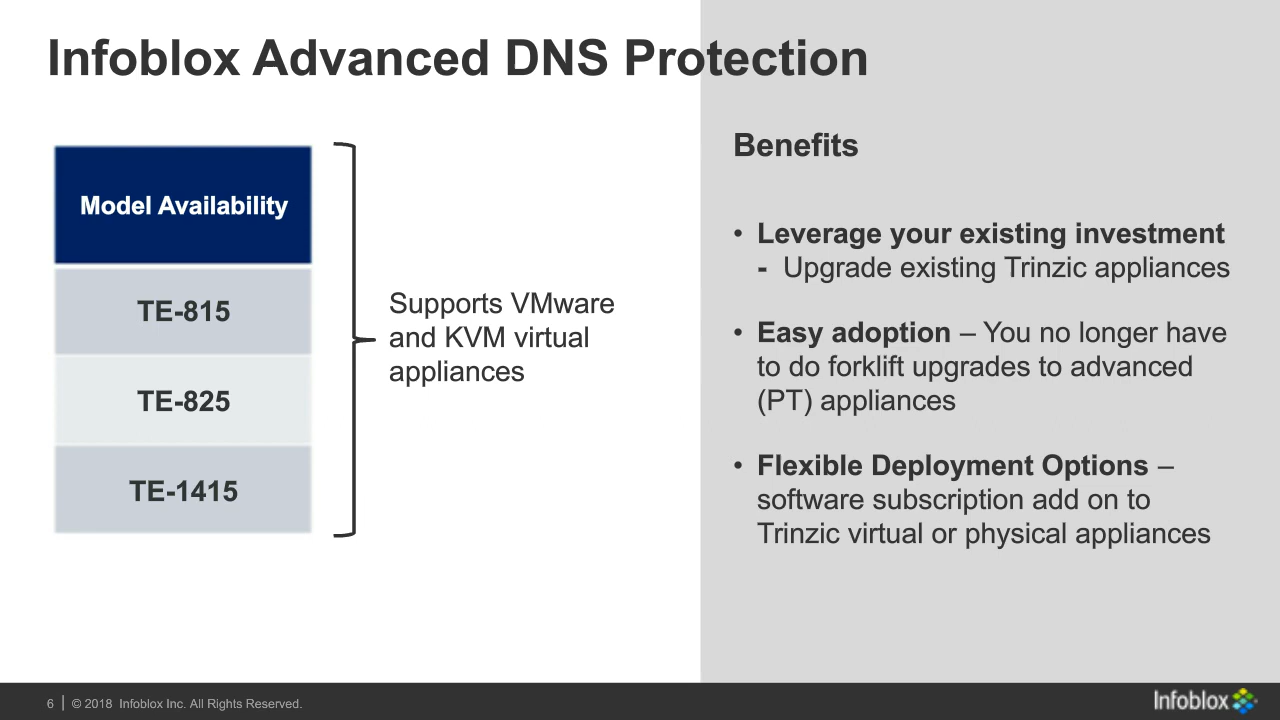 Infoblox Advanced DNS Protection
Model Availability
TE-815
TE-825
TE-1415
Supports VMware
and KVM virtual
appliances
Benefits
• Leverage your existing investment
- Upgrade existing Trinzic appliances
• Easy adoption – You no longer have
to do forklift upgrades to advanced
(PT) appliances
• Flexible Deployment Options –
software subscription add on to
Trinzic virtual or physical appliances
6 | © 2018 Infoblox Inc. All Rights Reserved.
Infoblox